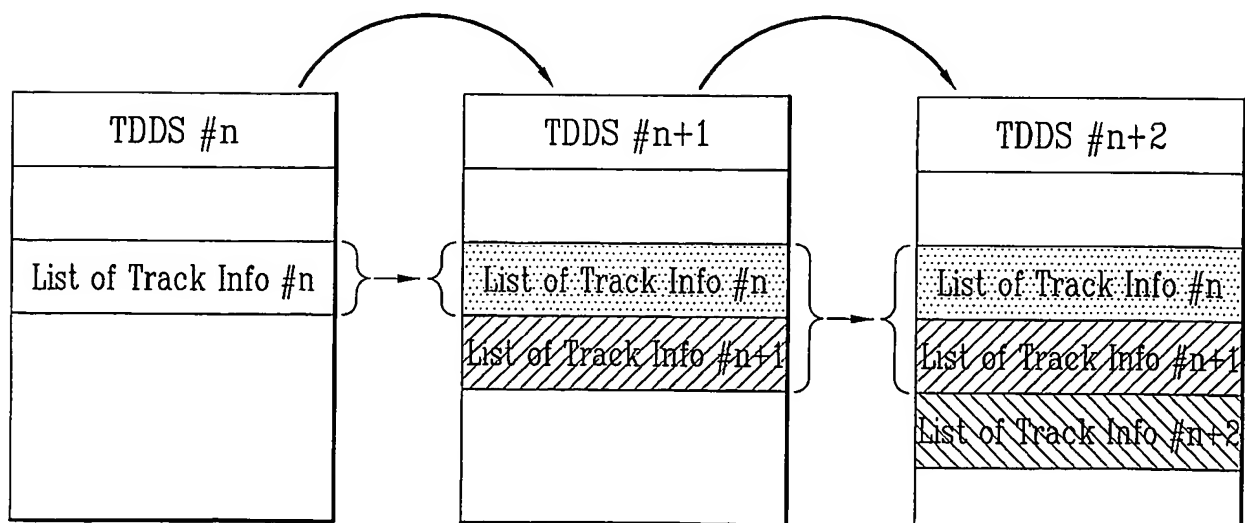 TDDS #n
List of Track Info #n
TDDS #n+1
List of Track Info #n
List of Track Info #n+1
TDDS #n+2
List of Track Info #n
List of Track Info #n+1
List of Track Info #n+2